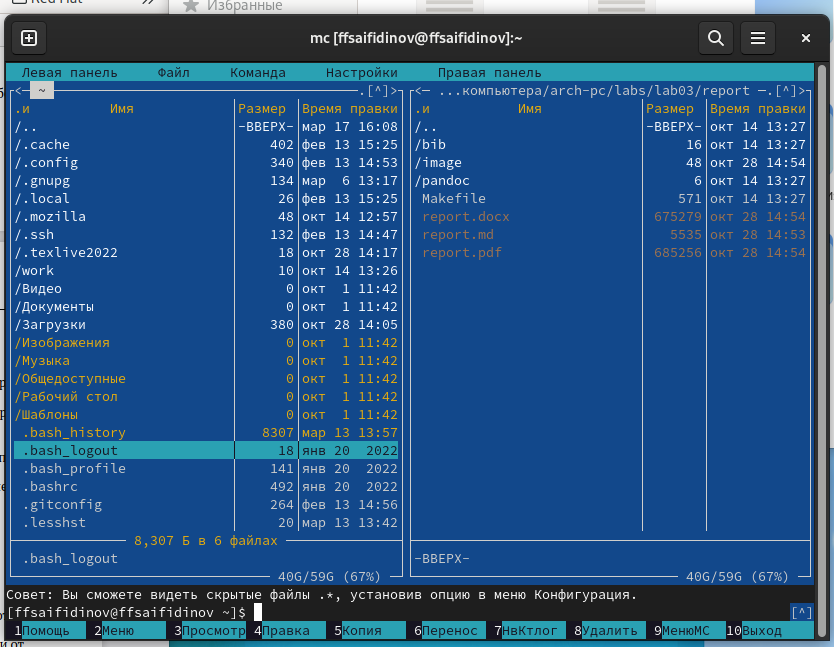 Избранные
mc [ffsaifidinov@ffsaifidinov]:~
Левая панель Файл Команда Настройки Правая панель
<— ~ .[^]> <— ...компьютера/arch-pc/labs/lab03/report —.[^]>
.и Имя Размер Время правки .и Имя Размер Время правки
/.. -ВВЕРХ- мар 17 16:08 /.. -ВВЕРХ- окт 14 13:27
/.cache 402 фев 13 15:25 /bib 16 окт 14 13:27
/.config 340 фев 13 14:53 /image 48 окт 28 14:54
/.gnupg 134 мар 6 13:17 /pandoc 6 окт 14 13:27
/.local 26 фев 13 15:25 Makefile 571 окт 14 13:27
/.mozilla 48 окт 14 12:57 report.docx 675279 окт 28 14:54
/.ssh 132 фев 13 14:47 report.md 5535 окт 28 14:53
/.texlive2022 18 окт 28 14:17 report.pdf 685256 окт 28 14:54
/work 10 окт 14 13:26
/Видео 0 окт 1 11:42
/Документы 0 окт 1 11:42
/Загрузки 380 окт 28 14:05
/Изображения 0 окт 1 11:42
/Музыка 0 окт 1 11:42
/Общедоступные 0 окт 1 11:42
/Рабочий стол 0 окт 1 11:42
/Шаблоны 0 окт 1 11:42
.bash_history 8307 мар 13 13:57
.bash_logout 18 янв 20 2022
.bash_profile 141 янв 20 2022
.bashrc 492 янв 20 2022
.gitconfig 264 фев 13 14:56
.lesshst 20 мар 13 13:42
8,307 Б в 6 файлах
.bash_logout -ВВЕРХ-
40G/59G (67%) 40G/59G (67%)
Совет: Вы сможете видеть скрытые файлы .*, установив опцию в меню Конфигурация.
[ffsaifidinov@ffsaifidinov ~]$ [^]
1Помощь 2Меню 3Просмотр 4Правка 5Копия 6Перенос 7НвКтлог 8Удалить 9МенюМС 10Выход